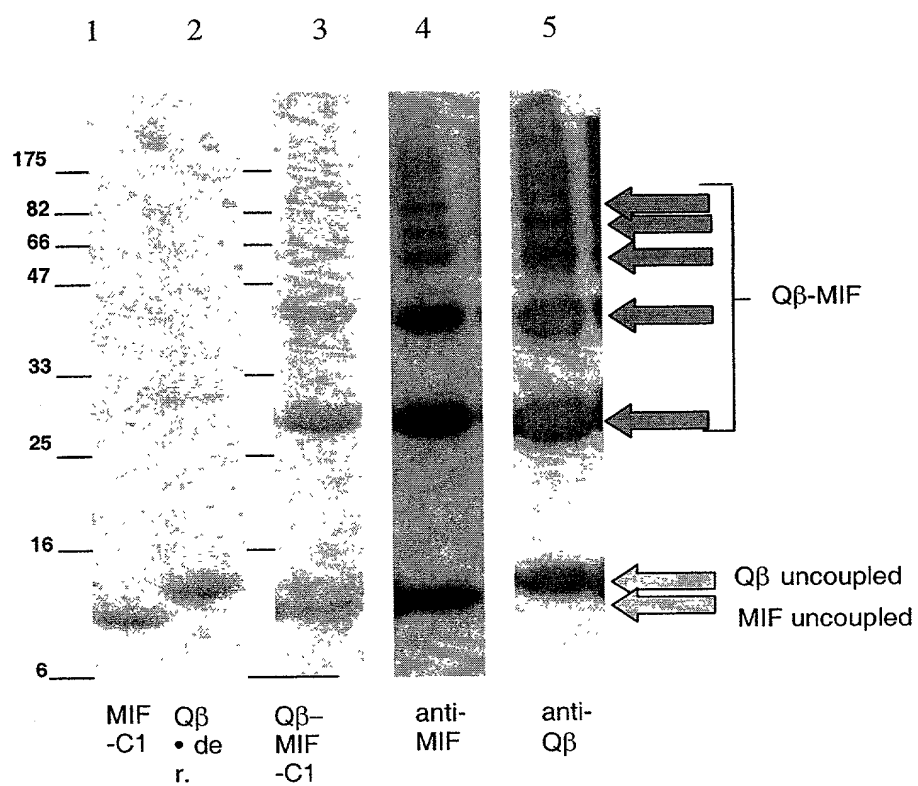 1 2 3 4 5
175
82
66
47
Qβ-MIF
33
25
16
Qβ uncoupled
MIF uncoupled
6
MIF
-C1
Qβ
• de
r.
Qβ–
MIF
-C1
anti-
MIF
anti-
Qβ